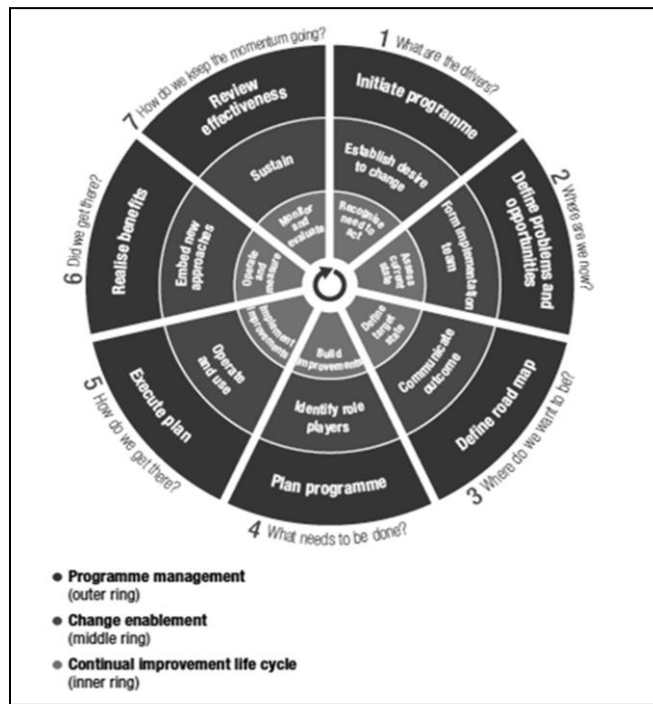 1 What are the drivers?
Initiate programme
Establish desire
to change
Recognise
need to
act
2 Where are we now?
Define problems and
opportunities
Form implementation
team
Assess
current
state
3 Where do we want to be?
Define road map
Communicate
outcome
Define
target
state
4 What needs to be done?
Plan programme
Identify role
players
Build
improvements
5 How do we get there?
Execute plan
Operate
and use
Implement
improvements
6 Did we get there?
Realise benefits
Embed new
approaches
Operate
and
measure
7 How do we keep the momentum going?
Review
effectiveness
Sustain
Monitor
and
evaluate
Programme management
(outer ring)
Change enablement
(middle ring)
Continual improvement life cycle
(inner ring)